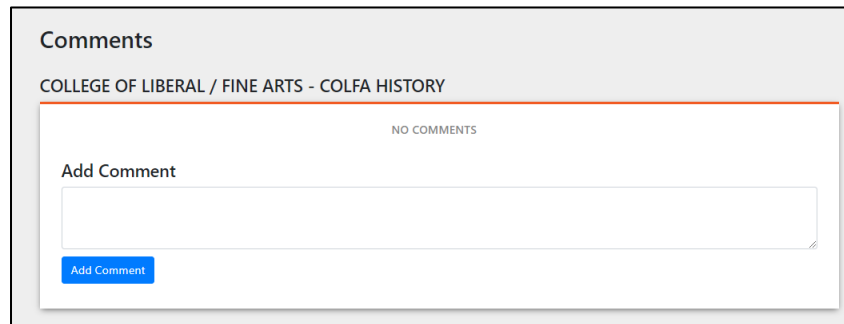 Comments
COLLEGE OF LIBERAL / FINE ARTS - COLFA HISTORY
NO COMMENTS
Add Comment
Add Comment